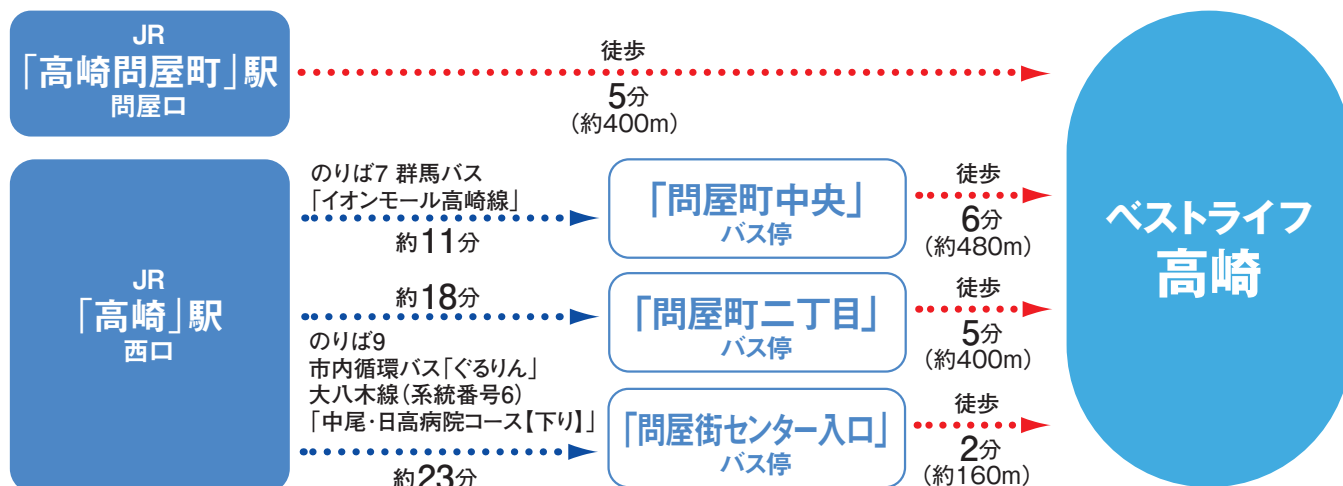 JR
「高崎問屋町」駅
問屋口
徒歩
5分
(約400m)
JR
「高崎」駅
西口
のりば7 群馬バス
「イオンモール高崎線」
約11分
「問屋町中央」
バス停
徒歩
6分
(約480m)
約18分
「問屋町二丁目」
バス停
徒歩
5分
(約400m)
のりば9
市内循環バス「ぐるりん」
大八木線(系統番号6)
「中尾・日高病院コース【下り】」
約23分
「問屋街センター入口」
バス停
徒歩
2分
(約160m)
ベストライフ
高崎